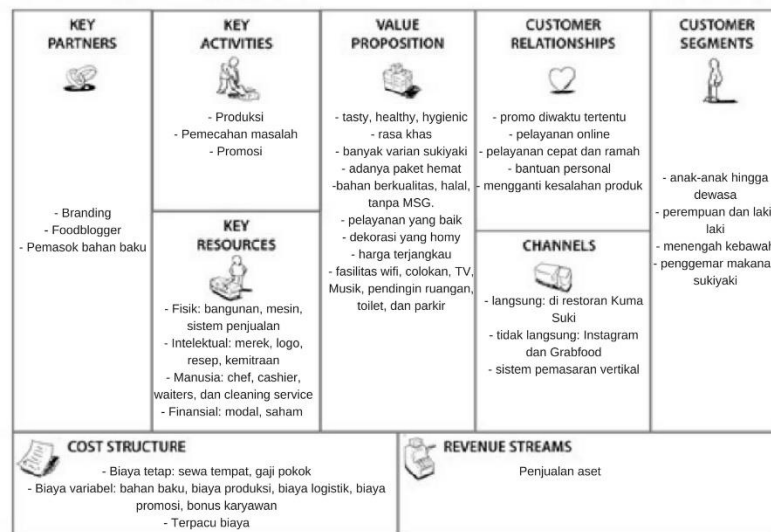 KEY
PARTNERS
- Branding
- Foodblogger
- Pemasok bahan baku
KEY
ACTIVITIES
- Produksi
- Pemecahan masalah
- Promosi
KEY
RESOURCES
- Fisik: bangunan, mesin,
sistem penjualan
- Intelektual: merek, logo,
resep, kemitraan
- Manusia: chef, cashier,
waiters, dan cleaning service
- Finansial: modal, saham
VALUE
PROPOSITION
- tasty, healthy, hygienic
- rasa khas
- banyak varian sukiyaki
- adanya paket hemat
-bahan berkualitas, halal,
tanpa MSG.
- pelayanan yang baik
- dekorasi yang homy
- harga terjangkau
- fasilitas wifi, colokan, TV,
Musik, pendingin ruangan,
toilet, dan parkir
CUSTOMER
RELATIONSHIPS
- promo diwaktu tertentu
- pelayanan online
- pelayanan cepat dan ramah
- bantuan personal
- mengganti kesalahan produk
CHANNELS
- langsung: di restoran Kuma
Suki
- tidak langsung: Instagram
dan Grabfood
- sistem pemasaran vertikal
CUSTOMER
SEGMENTS
- anak-anak hingga
dewasa
- perempuan dan laki
laki
- menengah kebawah
- penggemar makana
sukiyaki
COST STRUCTURE
- Biaya tetap: sewa tempat, gaji pokok
- Biaya variabel: bahan baku, biaya produksi, biaya logistik, biaya
promosi, bonus karyawan
- Terpacu biaya
REVENUE STREAMS
Penjualan aset